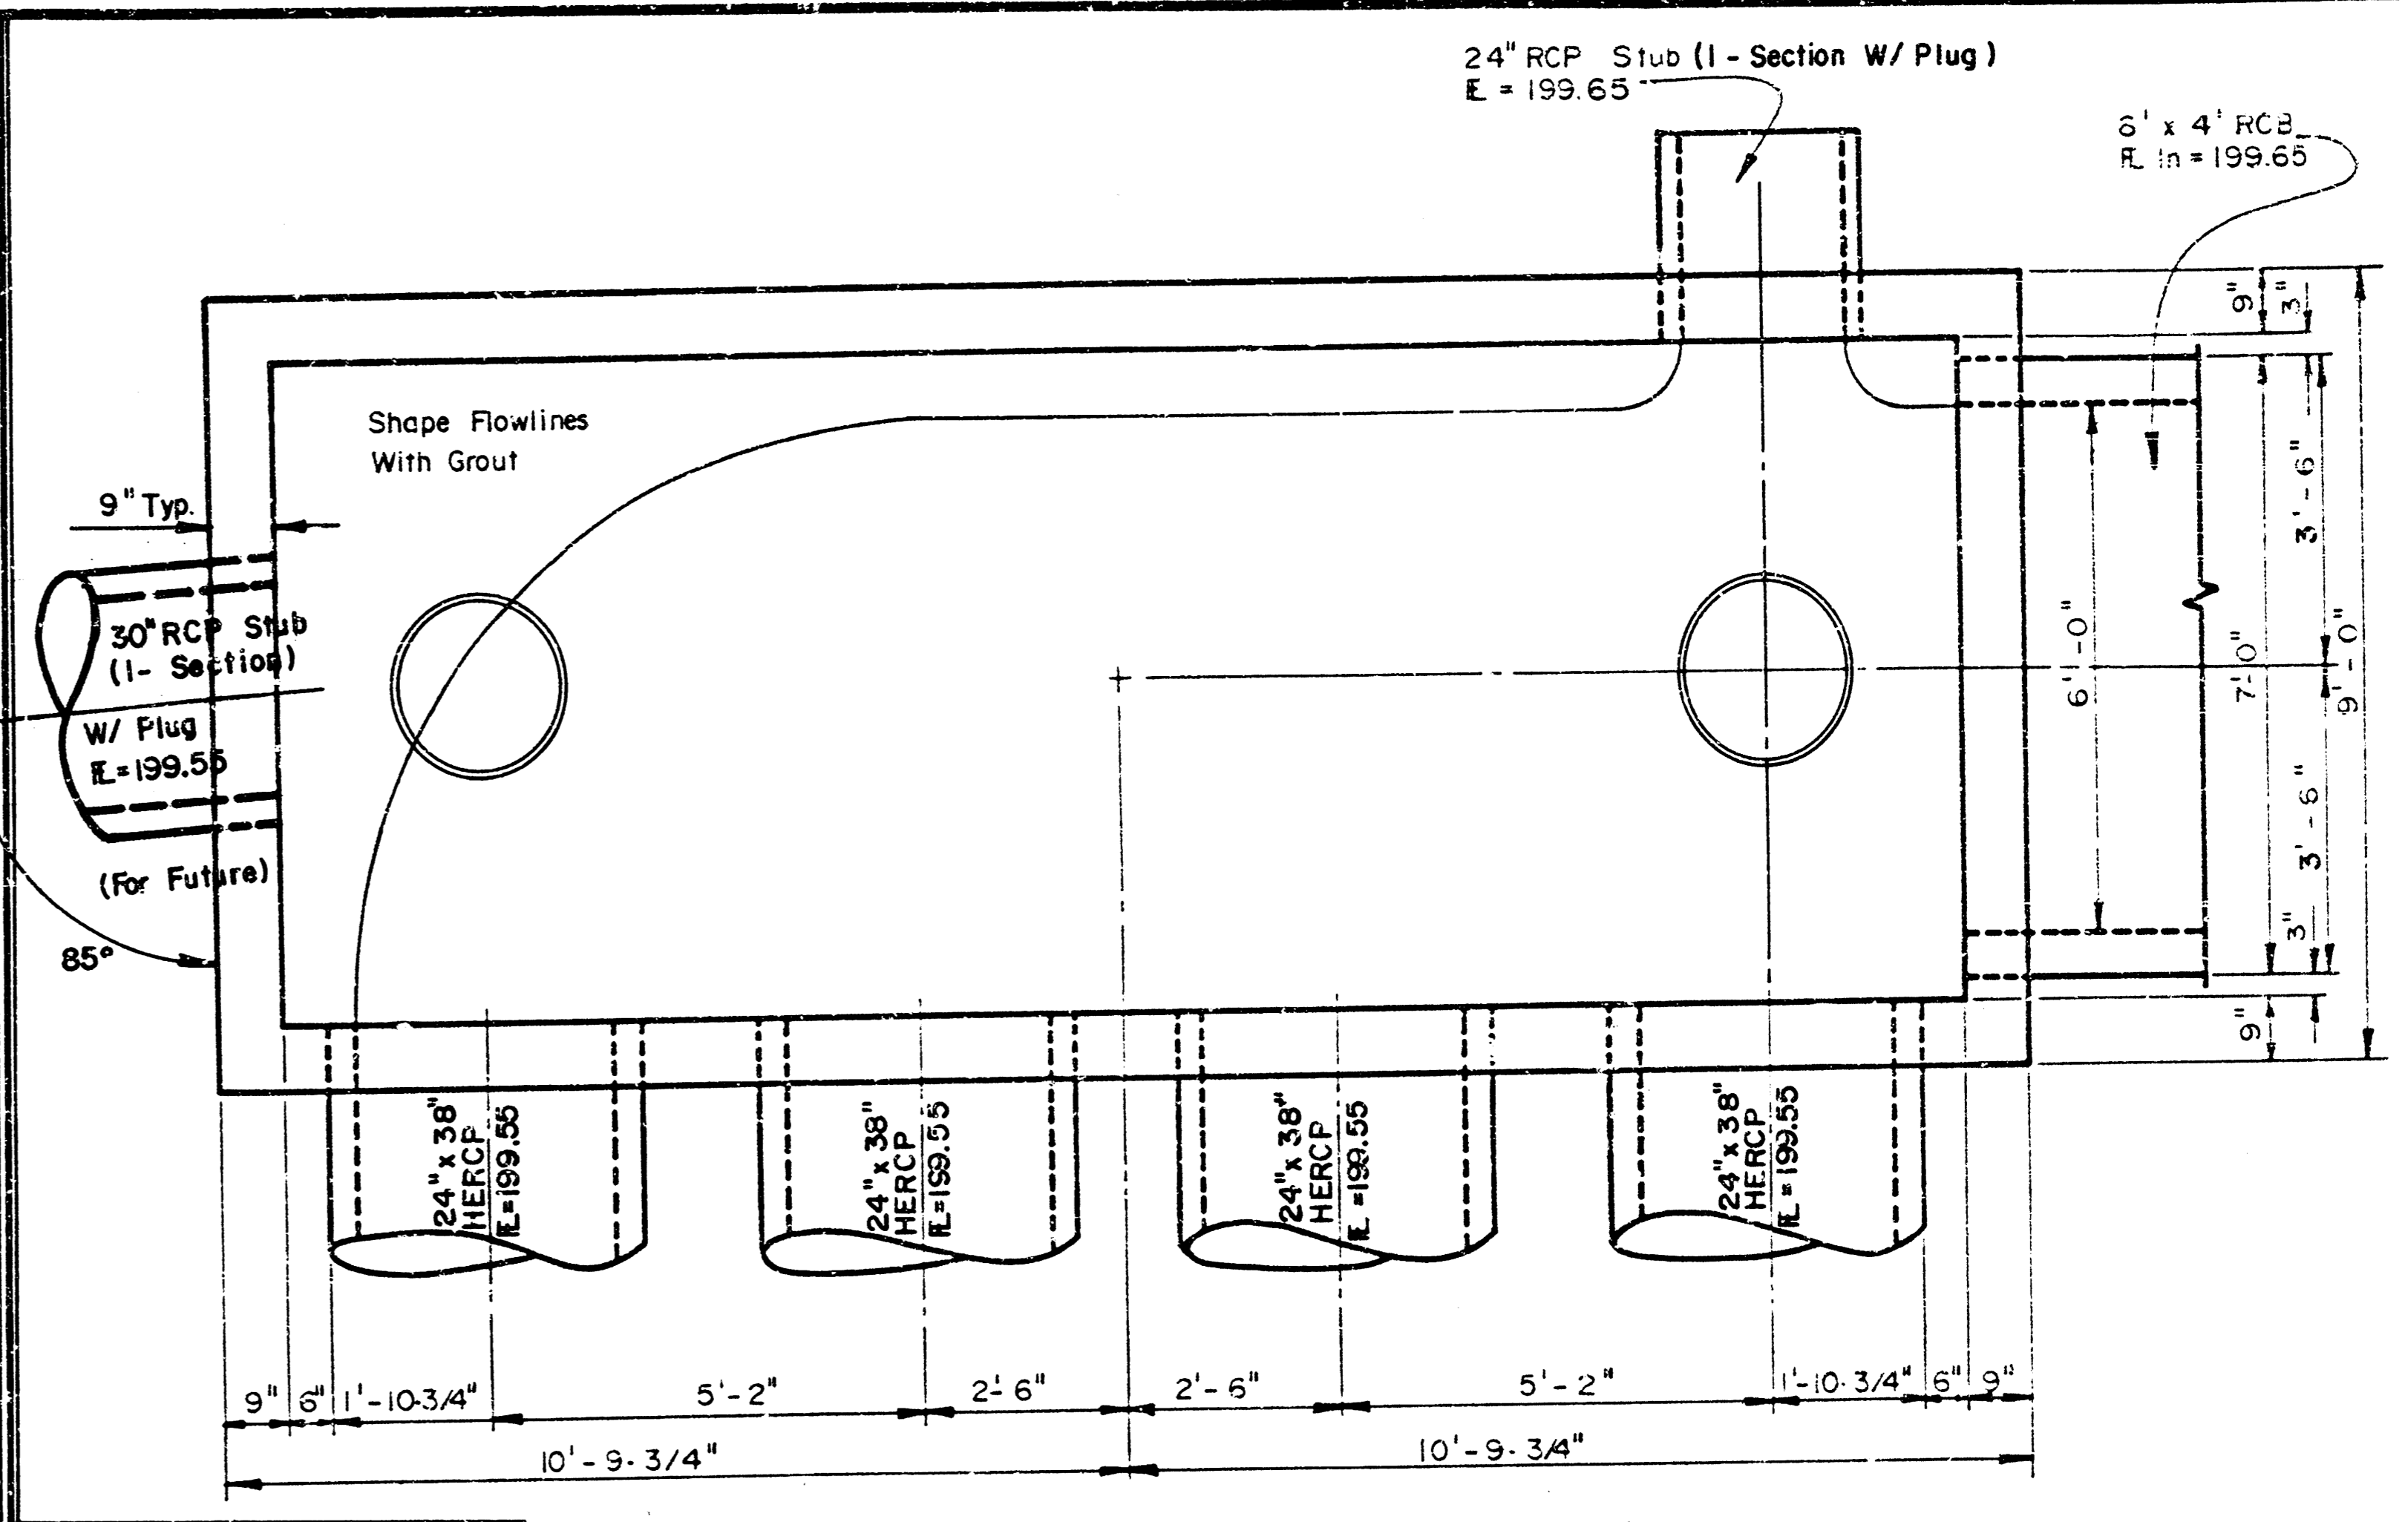 24" RCP Stub (1 - Section W/ Plug)
FL = 199.65
6' x 4' RCB
FL In = 199.65
9"
3"
Shape Flowlines
With Grout
9" Typ.
3'-6"
30" RCP Stub
(1- Section)
W/ Plug
FL=199.55
(For Future)
85°
6'-0"
7'-0"
9'-0"
3'-6"
3"
9"
24" x 38"
HERCP
FL=199.55
24" x 38"
HERCP
FL=199.55
24" x 38"
HERCP
FL=199.55
24" x 38"
HERCP
FL=199.55
9" 6" 1'-10-3/4" 5'-2" 2'-6" 2'-6" 5'-2" 1'-10-3/4" 6" 9"
10'-9-3/4" 10'-9-3/4"